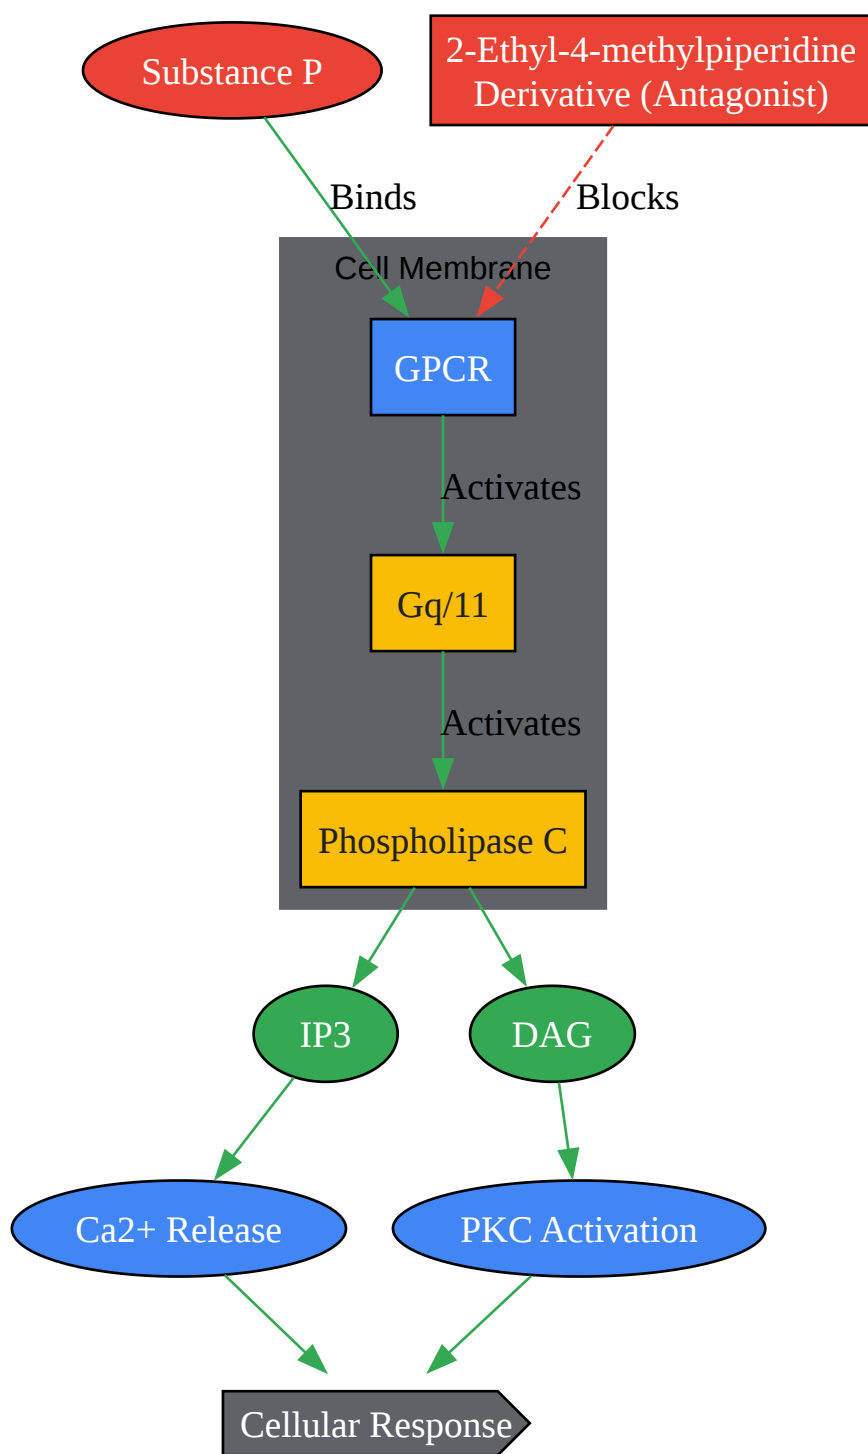 Substance P
2-Ethyl-4-methylpiperidine
Derivative (Antagonist)
Binds
Blocks
Cell Membrane
GPCR
Activates
Gq/11
Activates
Phospholipase C
IP3
DAG
Ca2+ Release
PKC Activation
Cellular Response